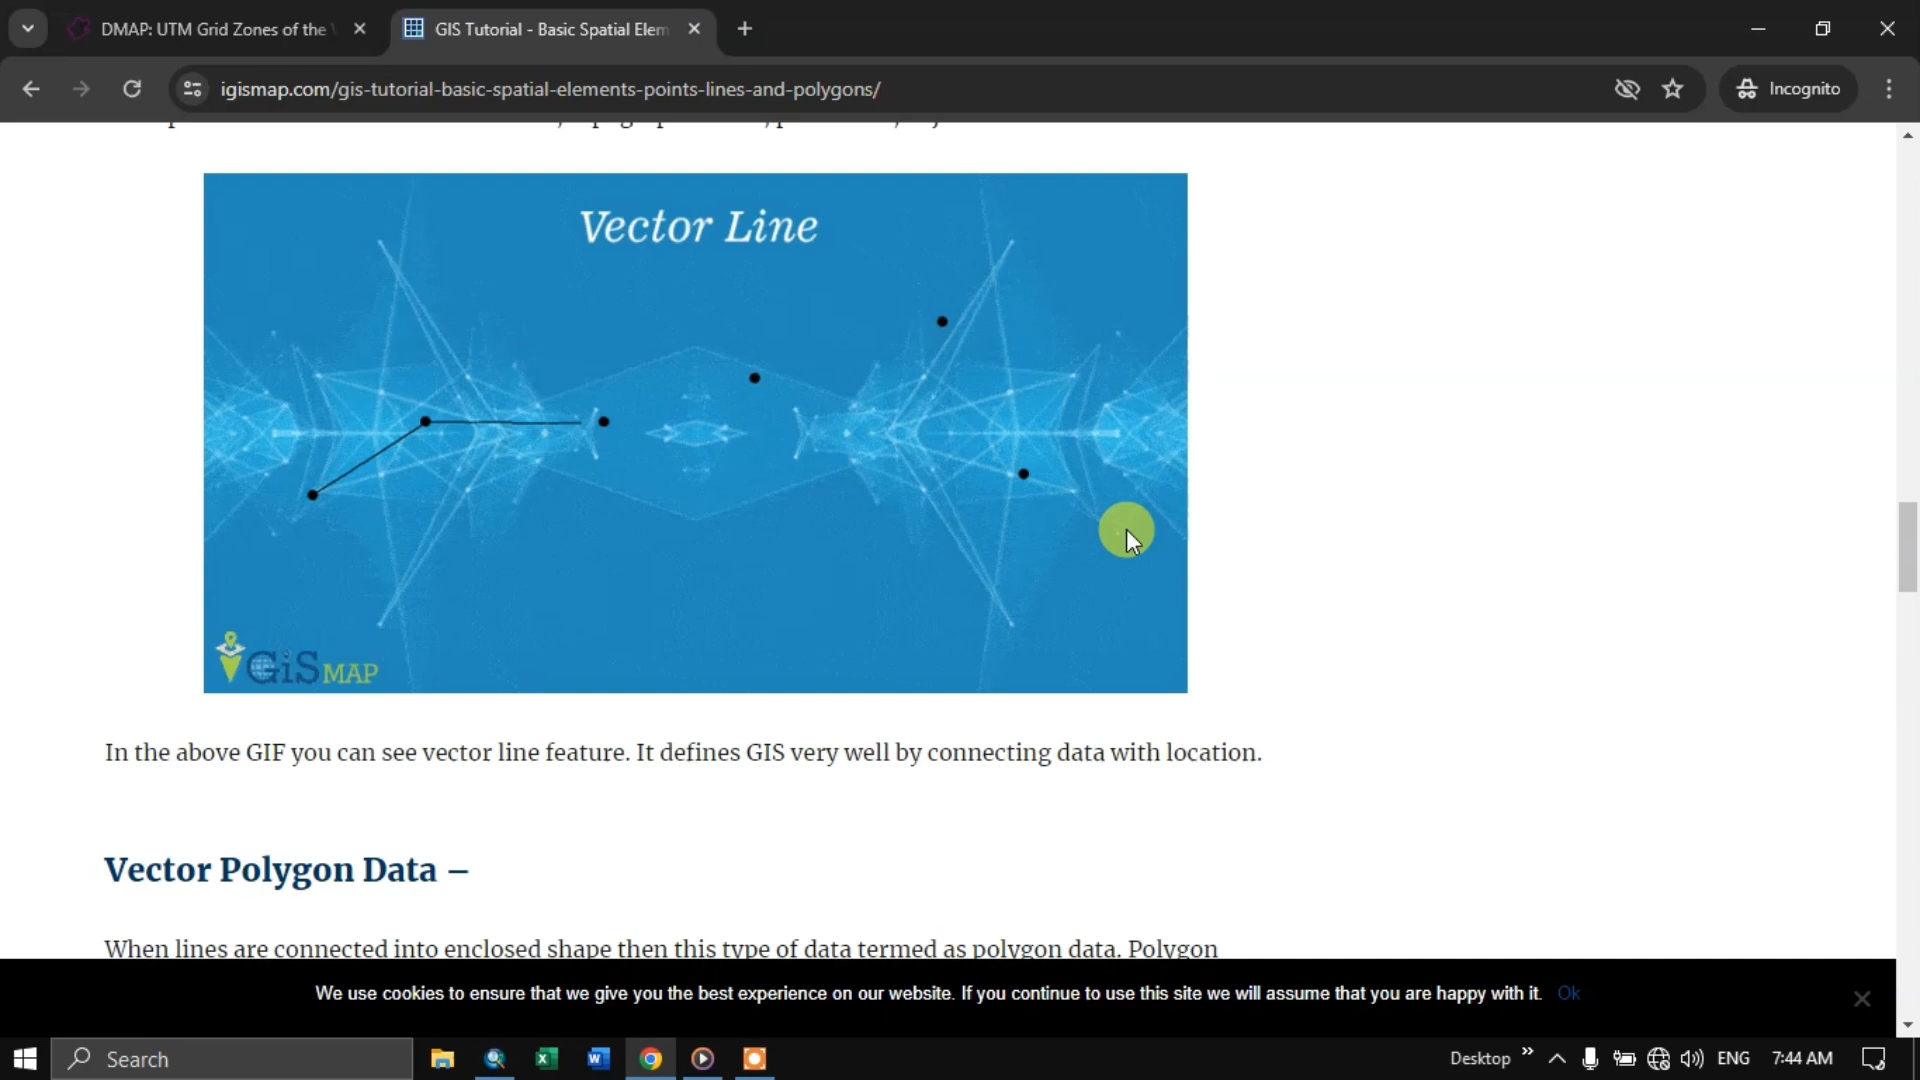 DMAP: UTM Grid Zones of the
GIS Tutorial - Basic Spatial Elem
igismap.com/gis-tutorial-basic-spatial-elements-points-lines-and-polygons/
Incognito
Vector Line
GiS MAP
In the above GIF you can see vector line feature. It defines GIS very well by connecting data with location.
Vector Polygon Data –
When lines are connected into enclosed shape then this type of data termed as polygon data. Polygon
We use cookies to ensure that we give you the best experience on our website. If you continue to use this site we will assume that you are happy with it. Ok
Search
Desktop
ENG
7:44 AM